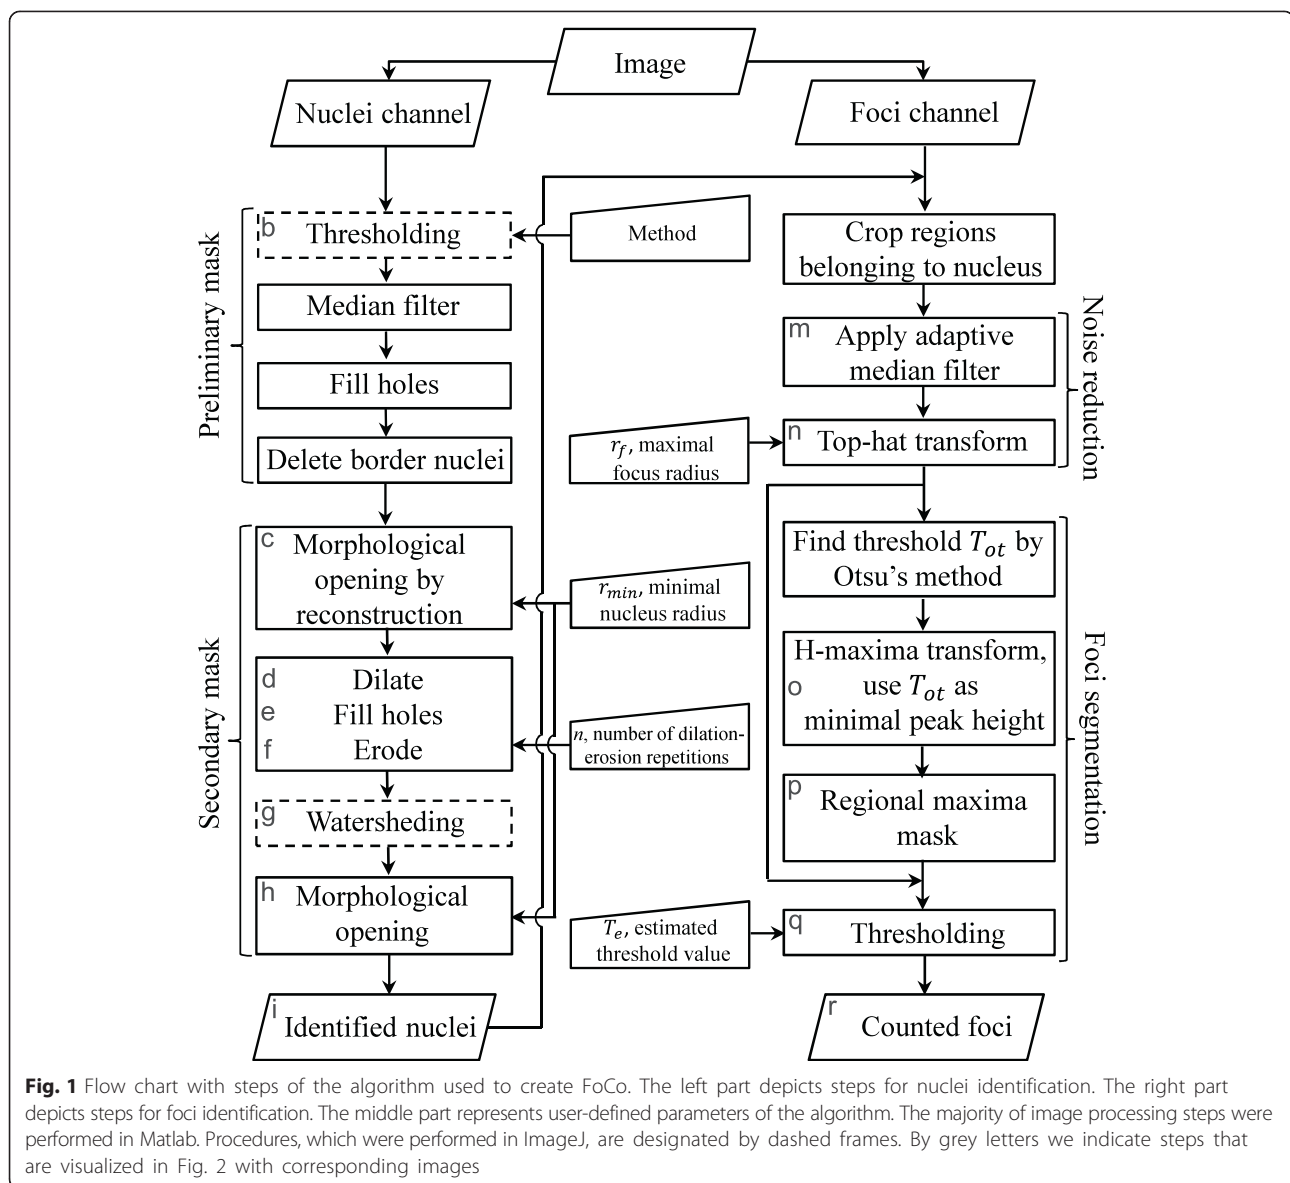 Image
Nuclei channel
Foci channel
Preliminary mask
b
Thresholding
Median filter
Fill holes
Delete border nuclei
Secondary mask
c
Morphological
opening by
reconstruction
d Dilate
e Fill holes
f Erode
g
Watersheding
h
Morphological
opening
i
Identified nuclei
Method
r_f, maximal
focus radius
r_min, minimal
nucleus radius
n, number of dilation-
erosion repetitions
T_e, estimated
threshold value
Crop regions
belonging to nucleus
Noise reduction
m
Apply adaptive
median filter
n
Top-hat transform
Foci segmentation
Find threshold T_ot by
Otsu's method
H-maxima transform,
o use T_ot as
minimal peak height
p
Regional maxima
mask
q
Thresholding
r
Counted foci
Fig. 1 Flow chart with steps of the algorithm used to create FoCo. The left part depicts steps for nuclei identification. The right part
depicts steps for foci identification. The middle part represents user-defined parameters of the algorithm. The majority of image processing steps were
performed in Matlab. Procedures, which were performed in ImageJ, are designated by dashed frames. By grey letters we indicate steps that
are visualized in Fig. 2 with corresponding images